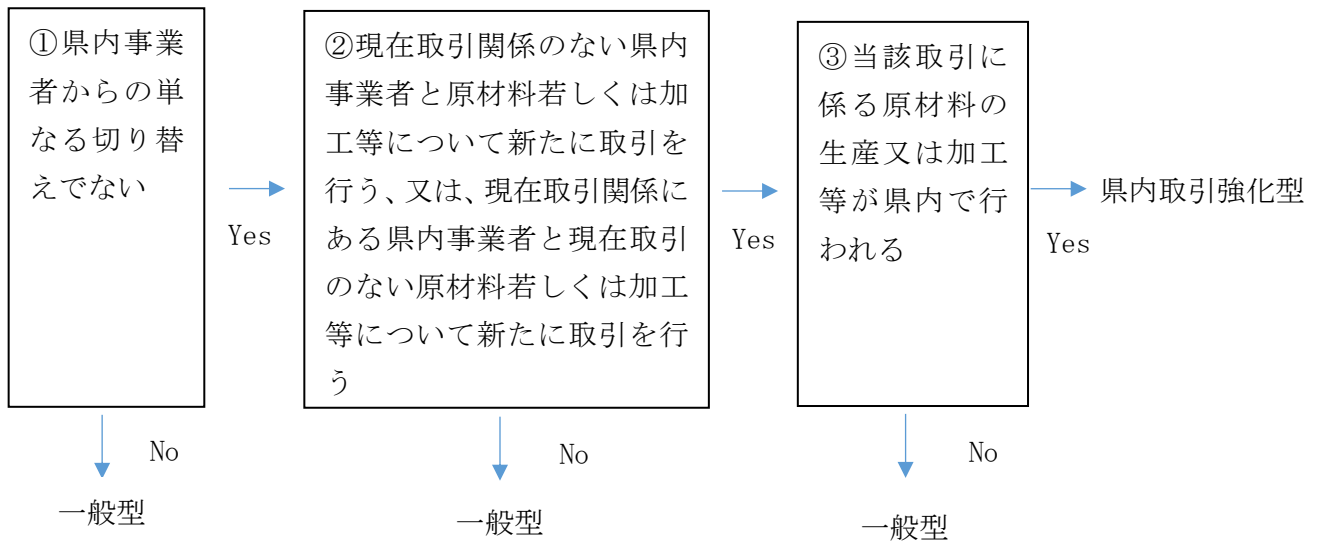 ①県内事業
者からの単
なる切り替
えでない
Yes
No
一般型
②現在取引関係のない県内
事業者と原材料若しくは加
工等について新たに取引を
行う、又は、現在取引関係に
ある県内事業者と現在取引
のない原材料若しくは加工
等について新たに取引を行
う
Yes
No
一般型
③当該取引に
係る原材料の
生産又は加工
等が県内で行
われる
Yes
No
一般型
県内取引強化型